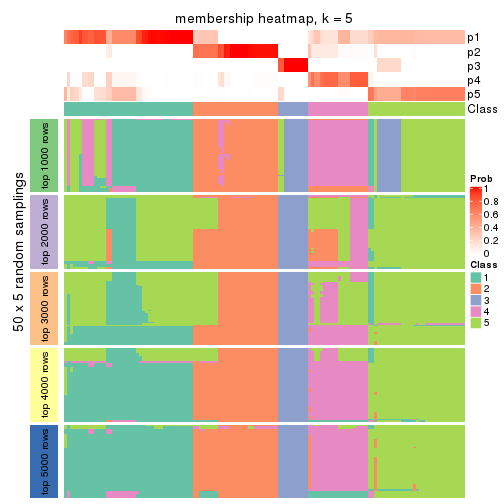 membership heatmap, k = 5
p1
p2
p3
p4
p5
Class
50 x 5 random samplings
top 1000 rows
top 2000 rows
top 3000 rows
top 4000 rows
top 5000 rows
Prob
1
0.8
0.6
0.4
0.2
0
Class
1
2
3
4
5